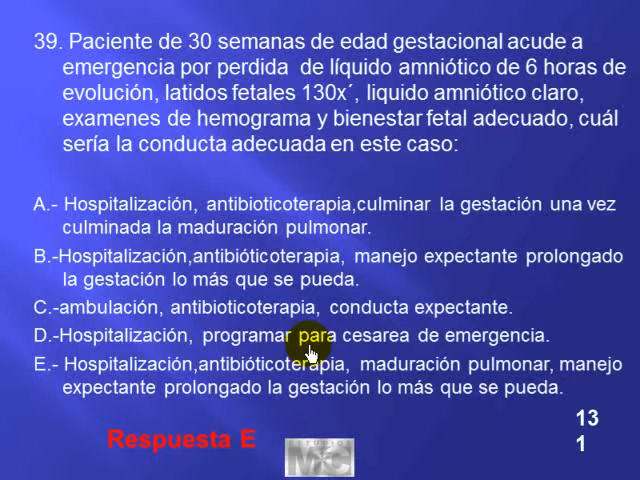 39. Paciente de 30 semanas de edad gestacional acude a
emergencia por perdida de líquido amniótico de 6 horas de
evolución, latidos fetales 130x´, liquido amniótico claro,
examenes de hemograma y bienestar fetal adecuado, cuál
sería la conducta adecuada en este caso:
A.- Hospitalización, antibioticoterapia,culminar la gestación una vez
culminada la maduración pulmonar.
B.-Hospitalización,antibióticoterapia, manejo expectante prolongado
la gestación lo más que se pueda.
C.-ambulación, antibioticoterapia, conducta expectante.
D.-Hospitalización, programar para cesarea de emergencia.
E.- Hospitalización,antibióticoterapia, maduración pulmonar, manejo
expectante prolongado la gestación lo más que se pueda.
Respuesta E
13
1
ESTUDIOS
MC